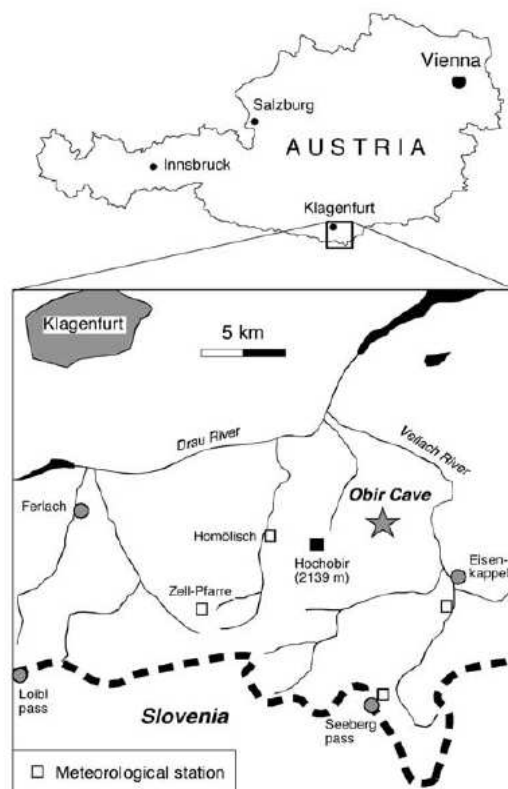 Vienna
Salzburg
AUSTRIA
Innsbruck
Klagenfurt
Klagenfurt
5 km
Drau River
Vellach River
Obir Cave
Ferlach
Homölisch
Hochobir
(2139 m)
Eisen-
kappel
Zell-Pfarre
Loibl
pass
Slovenia
Seeberg
pass
Meteorological station